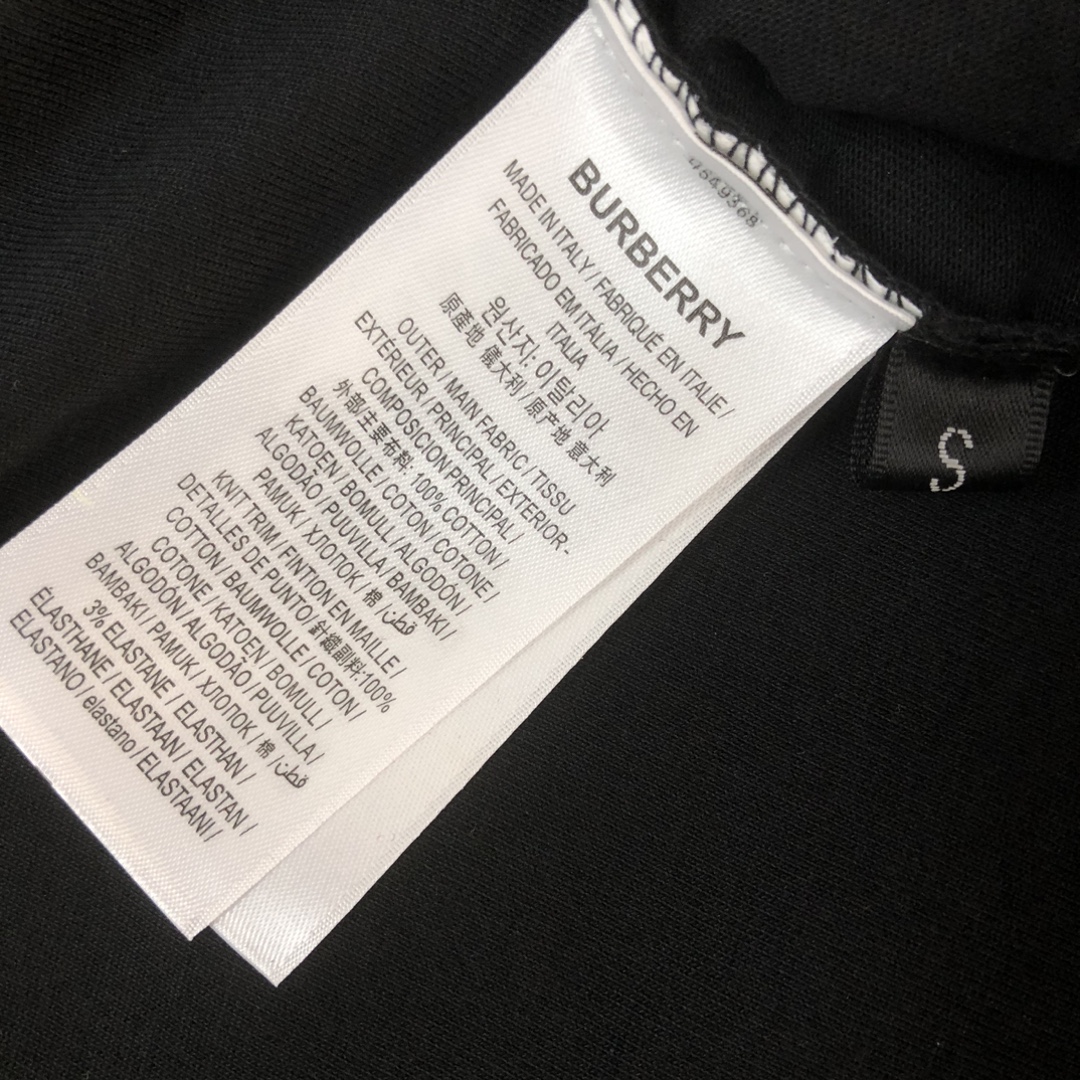 BURBERRY
MADE IN ITALY / FABRIQUÉ EN ITALIE /
FABRICADO EM ITÁLIA / HECHO EN
ITALIA
원산지: 이탈리아
原產地 儀大利 / 原产地 意大利
OUTER / MAIN FABRIC / TISSU
EXTÉRIEUR / PRINCIPAL / EXTERIOR-
COMPOSICION PRINCIPAL /
外部/主要布料: 100% COTTON /
BAUMWOLLE / COTON / COTONE /
KATOEN / BOMULL / ALGODÓN /
ALGODÃO / PUUVILLA / BAMBAKI /
PAMUK / ХЛОПОК / 棉 / قطن
KNIT TRIM / FINTION EN MAILLE /
DETALLES DE PUNTO / 針織副料:100%
COTTON / BAUMWOLLE / COTON /
COTONE / KATOEN / BOMULL /
ALGODÓN / ALGODÃO / PUUVILLA /
BAMBAKI / PAMUK / ХЛОПОК / 棉 / قطن
3% ELASTANE / ELASTHAN /
ÉLASTHANE / ELASTAAN / ELASTAN /
ELASTANO / elastano / ELASTAANI /
S